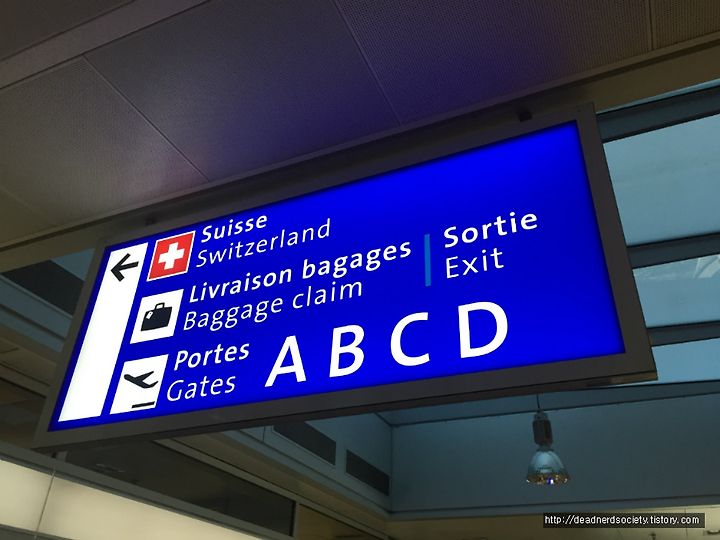 Suisse
Switzerland
Livraison bagages
Baggage claim
Sortie
Exit
Portes
Gates
A B C D
http://deadnerdsociety.tistory.com